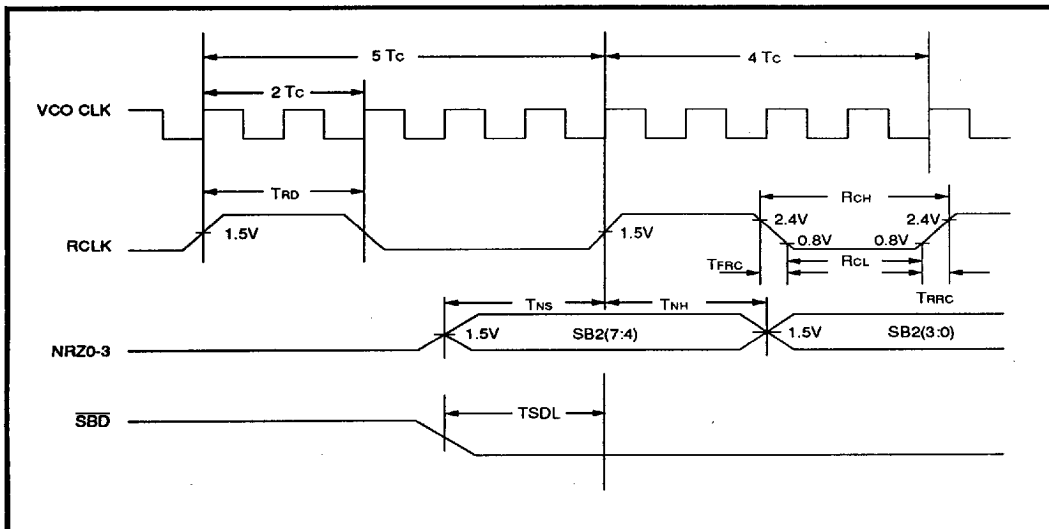 5 TC
4 TC
2 TC
VCO CLK
TRD
RCH
RCLK
1.5V
1.5V
2.4V
2.4V
0.8V
0.8V
TFRC
RCL
TRRC
TNS
TNH
NRZ0-3
1.5V
SB2(7:4)
1.5V
SB2(3:0)
SBD
TSDL